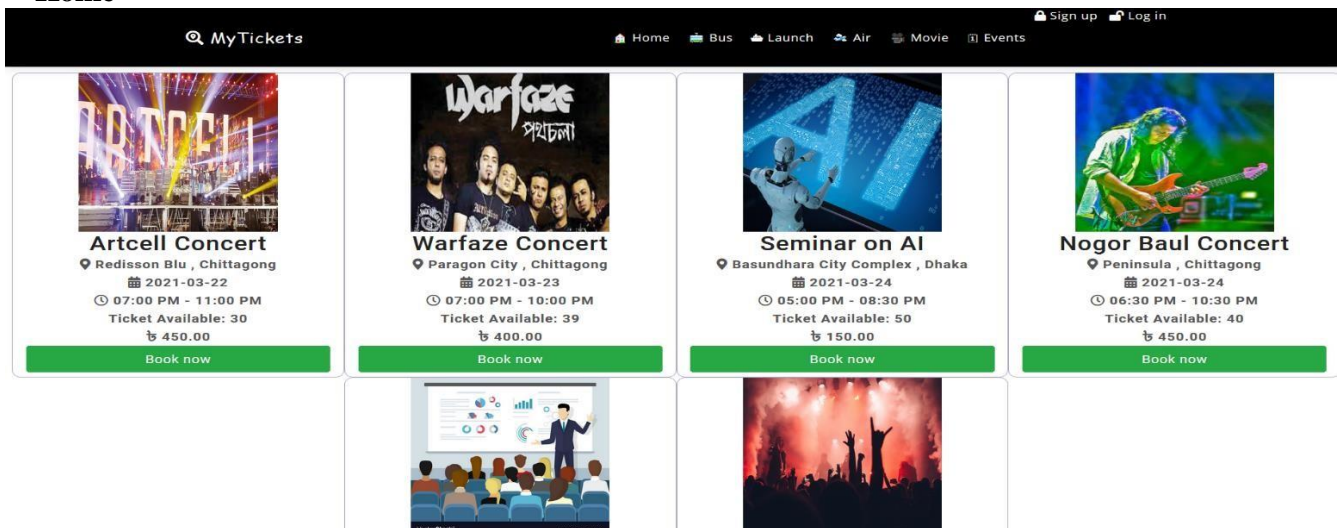 Home
Sign up Log in
MyTickets
Home Bus Launch Air Movie Events
ARTCELL
Warfaze
পথচলা
AI
Artcell Concert
Redisson Blu , Chittagong
2021-03-22
07:00 PM - 11:00 PM
Ticket Available: 30
৳ 450.00
Book now
Warfaze Concert
Paragon City , Chittagong
2021-03-23
07:00 PM - 10:00 PM
Ticket Available: 39
৳ 400.00
Book now
Seminar on AI
Basundhara City Complex , Dhaka
2021-03-24
05:00 PM - 08:30 PM
Ticket Available: 50
৳ 150.00
Book now
Nogor Baul Concert
Peninsula , Chittagong
2021-03-24
06:30 PM - 10:30 PM
Ticket Available: 40
৳ 450.00
Book now